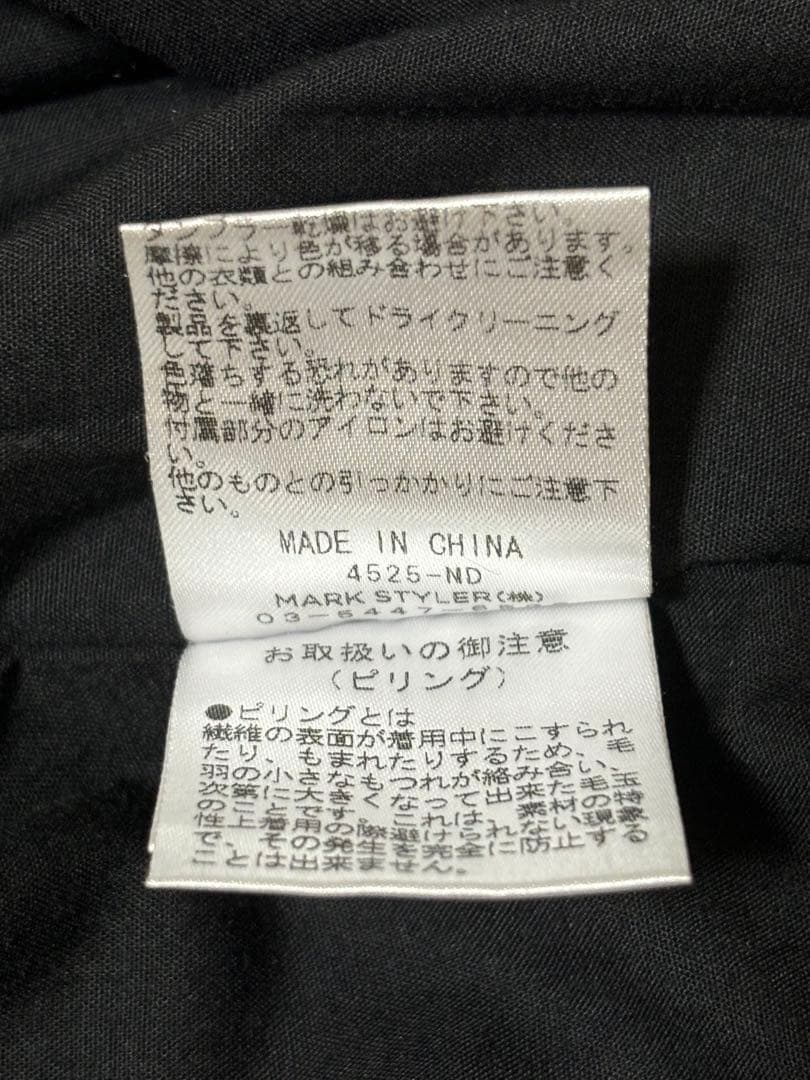 タンブラー乾燥はお避け下さい。
摩擦により色が移る場合があります。
他の衣類との組み合わせにご注意く
ださい。
製品を裏返してドライクリーニング
して下さい。
色落ちする恐れがありますので他の
物と一緒に洗わないで下さい。
付属部分のアイロンはお避けくださ
い。
他のものとの引っかかりにご注意下
さい。
MADE IN CHINA
4525-ND
MARK STYLER(株)
03-5447-
お取扱いの御注意
(ピリング)
●ピリングとは
繊維の表面が着用中にこすられ
たり、もまれたりするため、毛
羽の小さなもつれが絡み合い、
次第に大きくなって出来た毛玉
のことです。これは、素材の特
性上着用の際避けられない現象
で、その発生を完全に防止する
ことは出来ません。